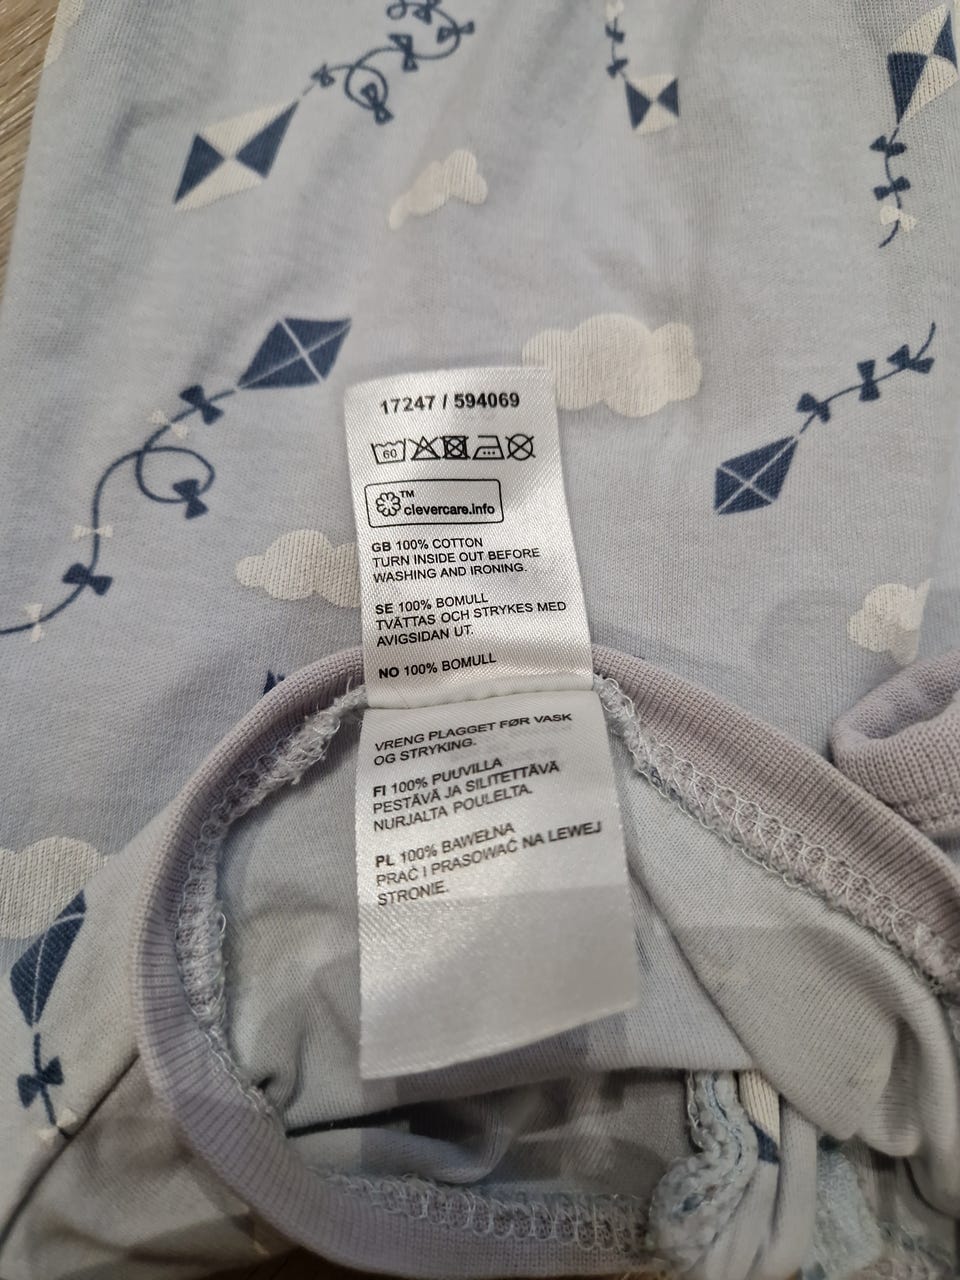 17247 / 594069
60
TM
clevercare.info
GB 100% COTTON
TURN INSIDE OUT BEFORE
WASHING AND IRONING.
SE 100% BOMULL
TVÄTTAS OCH STRYKES MED
AVIGSIDAN UT.
NO 100% BOMULL
VRENG PLAGGET FØR VASK
OG STRYKING.
FI 100% PUUVILLA
PESTÄVÄ JA SILITETTÄVÄ
NURJALTA POULELTA.
PL 100% BAWEŁNA
PRAĆ I PRASOWAĆ NA LEWEJ
STRONIE.